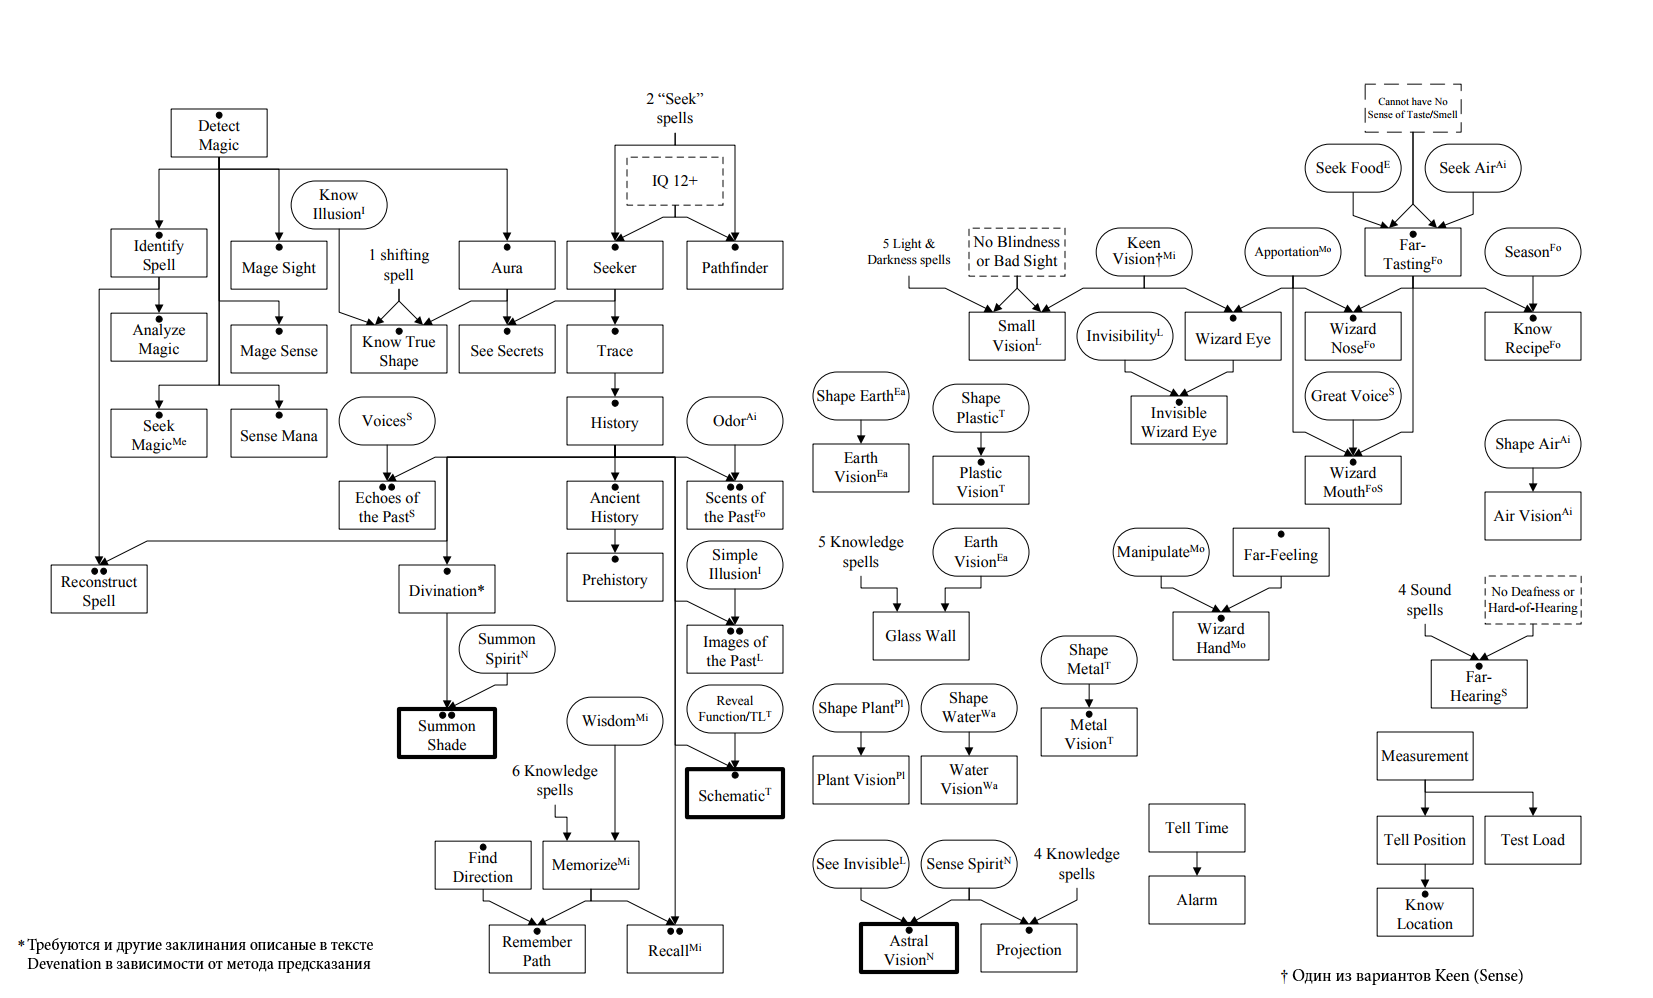 2 “Seek”
spells
Cannot have No
Sense of Taste/Smell
Detect
Magic
IQ 12+
Seek Food^E
Seek Air^Ai
Know
Illusion^I
Identify
Spell
Mage Sight
1 shifting
spell
Aura
Seeker
Pathfinder
5 Light &
Darkness spells
No Blindness
or Bad Sight
Keen
Vision†^Mi
Apportation^Mo
Far-
Tasting^Fo
Season^Fo
Analyze
Magic
Mage Sense
Know True
Shape
See Secrets
Trace
Small
Vision^L
Invisibility^L
Wizard Eye
Wizard
Nose^Fo
Know
Recipe^Fo
Seek
Magic^Me
Sense Mana
Voices^S
History
Odor^Ai
Shape Earth^Ea
Shape
Plastic^T
Invisible
Wizard Eye
Great Voice^S
Shape Air^Ai
Echoes of
the Past^S
Ancient
History
Scents of
the Past^Fo
Earth
Vision^Ea
Plastic
Vision^T
Wizard
Mouth^FoS
Air Vision^Ai
Reconstruct
Spell
Divination*
Prehistory
Simple
Illusion^I
5 Knowledge
spells
Earth
Vision^Ea
Manipulate^Mo
Far-Feeling
4 Sound
spells
No Deafness or
Hard-of-Hearing
Summon
Spirit^N
Images of
the Past^L
Glass Wall
Wizard
Hand^Mo
Shape
Metal^T
Far-
Hearing^S
Summon
Shade
Wisdom^Mi
Reveal
Function/TL^T
Shape Plant^Pl
Shape
Water^Wa
Metal
Vision^T
Measurement
6 Knowledge
spells
Schematic^T
Plant Vision^Pl
Water
Vision^Wa
Tell Time
Tell Position
Test Load
Find
Direction
Memorize^Mi
See Invisible^L
Sense Spirit^N
4 Knowledge
spells
Alarm
Know
Location
Remember
Path
Recall^Mi
Astral
Vision^N
Projection
* Требуются и другие заклинания описаные в тексте
Devenation в зависимости от метода предсказания
† Один из вариантов Keen (Sense)